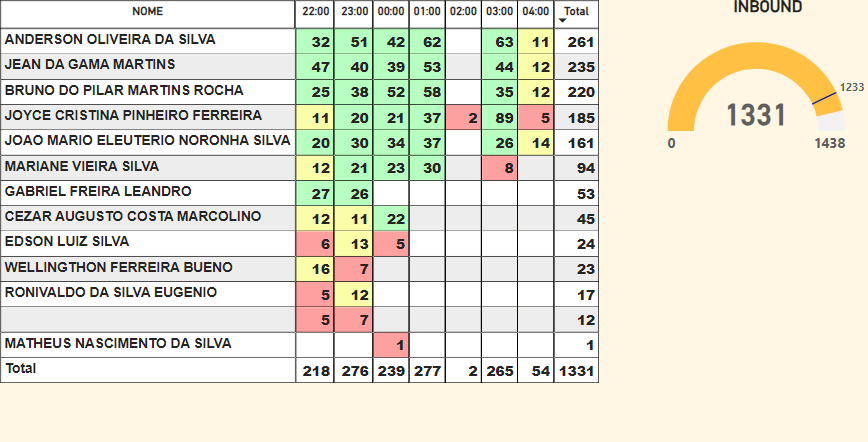 NOME 22:00 23:00 00:00 01:00 02:00 03:00 04:00 Total
ANDERSON OLIVEIRA DA SILVA 32 51 42 62 63 11 261
JEAN DA GAMA MARTINS 47 40 39 53 44 12 235
BRUNO DO PILAR MARTINS ROCHA 25 38 52 58 35 12 220
JOYCE CRISTINA PINHEIRO FERREIRA 11 20 21 37 2 89 5 185
JOAO MARIO ELEUTERIO NORONHA SILVA 20 30 34 37 26 14 161
MARIANE VIEIRA SILVA 12 21 23 30 8 94
GABRIEL FREIRA LEANDRO 27 26 53
CEZAR AUGUSTO COSTA MARCOLINO 12 11 22 45
EDSON LUIZ SILVA 6 13 5 24
WELLINGTHON FERREIRA BUENO 16 7 23
RONIVALDO DA SILVA EUGENIO 5 12 17
5 7 12
MATHEUS NASCIMENTO DA SILVA 1 1
Total 218 276 239 277 2 265 54 1331
INBOUND
1233
1331
0 1438